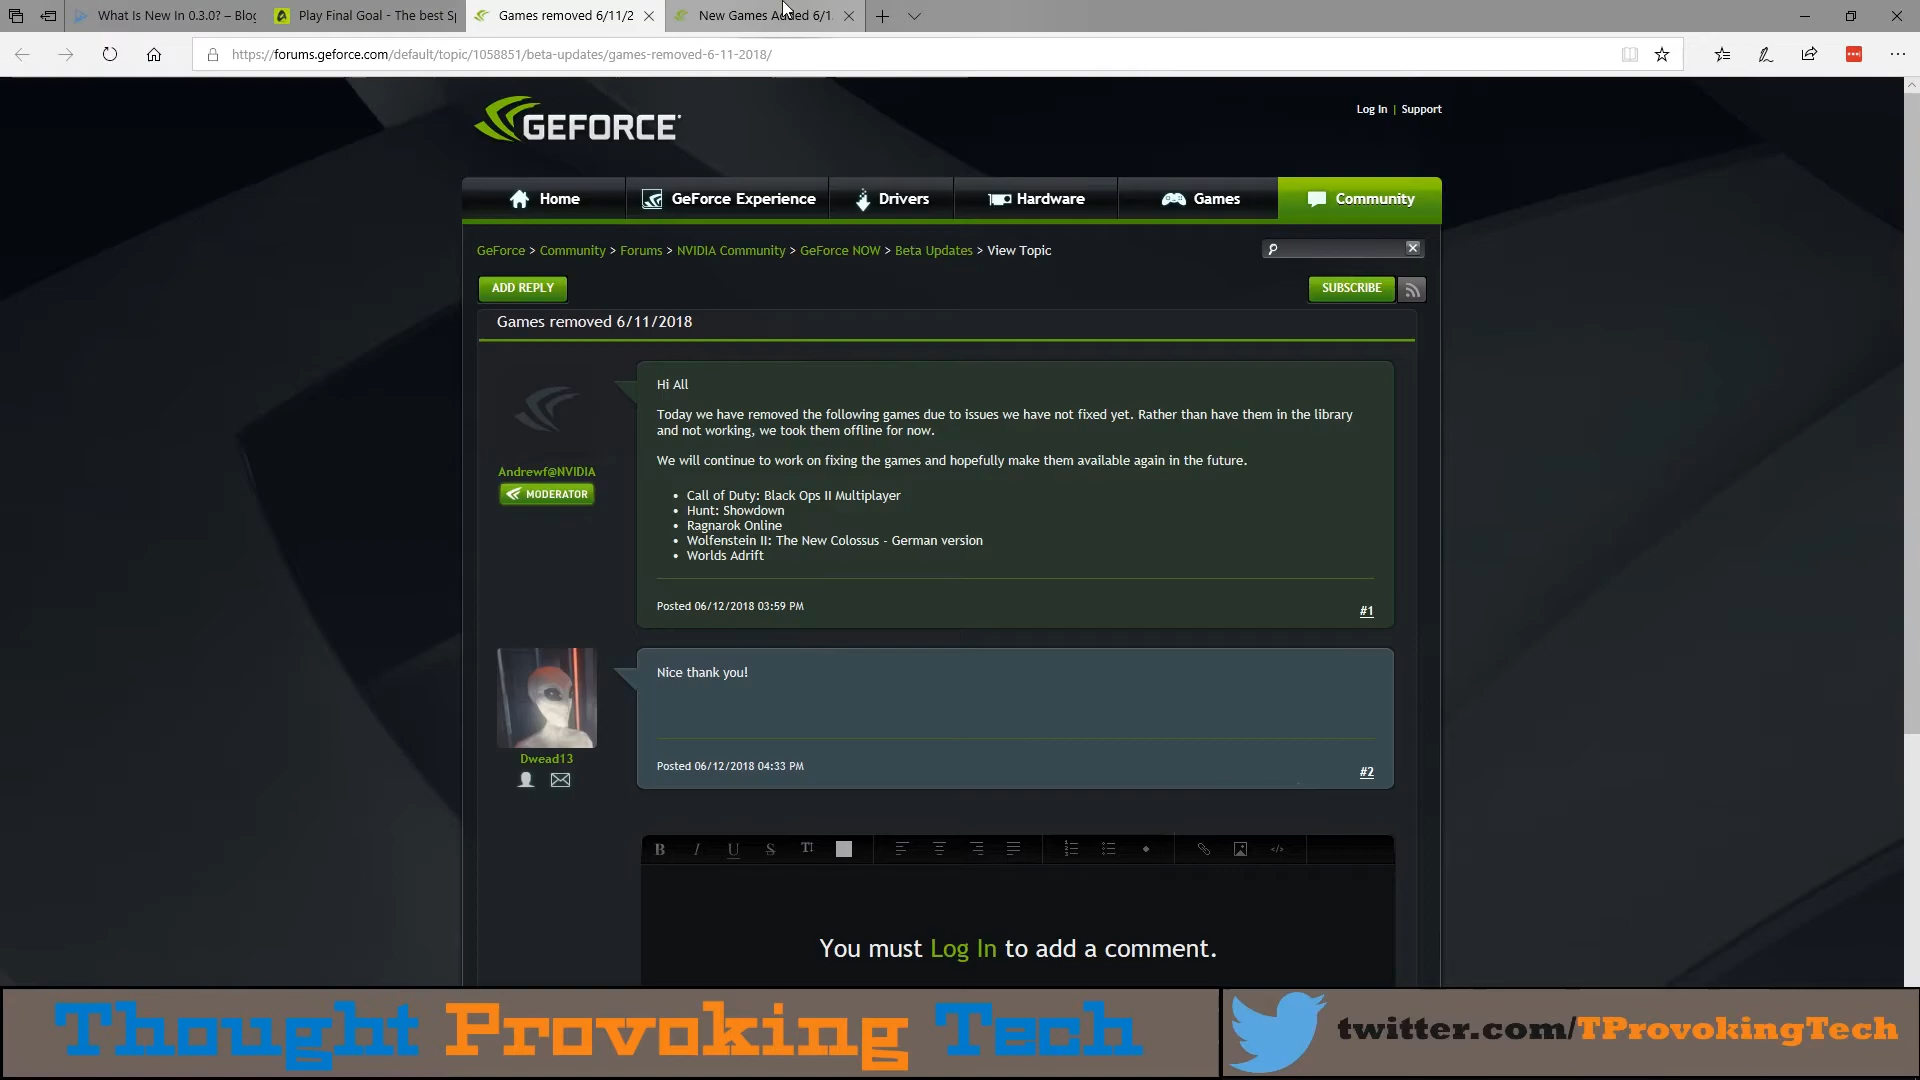 What Is New In 0.3.0? – Blog
Play Final Goal - The best Sp
Games removed 6/11/2
New Games Added 6/1
https://forums.geforce.com/default/topic/1058851/beta-updates/games-removed-6-11-2018/
GEFORCE
Log In | Support
Home
GeForce Experience
Drivers
Hardware
Games
Community
GeForce > Community > Forums > NVIDIA Community > GeForce NOW > Beta Updates > View Topic
ADD REPLY
SUBSCRIBE
Games removed 6/11/2018
Hi All
Today we have removed the following games due to issues we have not fixed yet. Rather than have them in the library
and not working, we took them offline for now.
We will continue to work on fixing the games and hopefully make them available again in the future.
Andrewf@NVIDIA
MODERATOR
• Call of Duty: Black Ops II Multiplayer
• Hunt: Showdown
• Ragnarok Online
• Wolfenstein II: The New Colossus - German version
• Worlds Adrift
Posted 06/12/2018 03:59 PM
#1
Nice thank you!
Dwead13
Posted 06/12/2018 04:33 PM
#2
B I U S T
You must Log In to add a comment.
Thought Provoking Tech
twitter.com/TProvokingTech